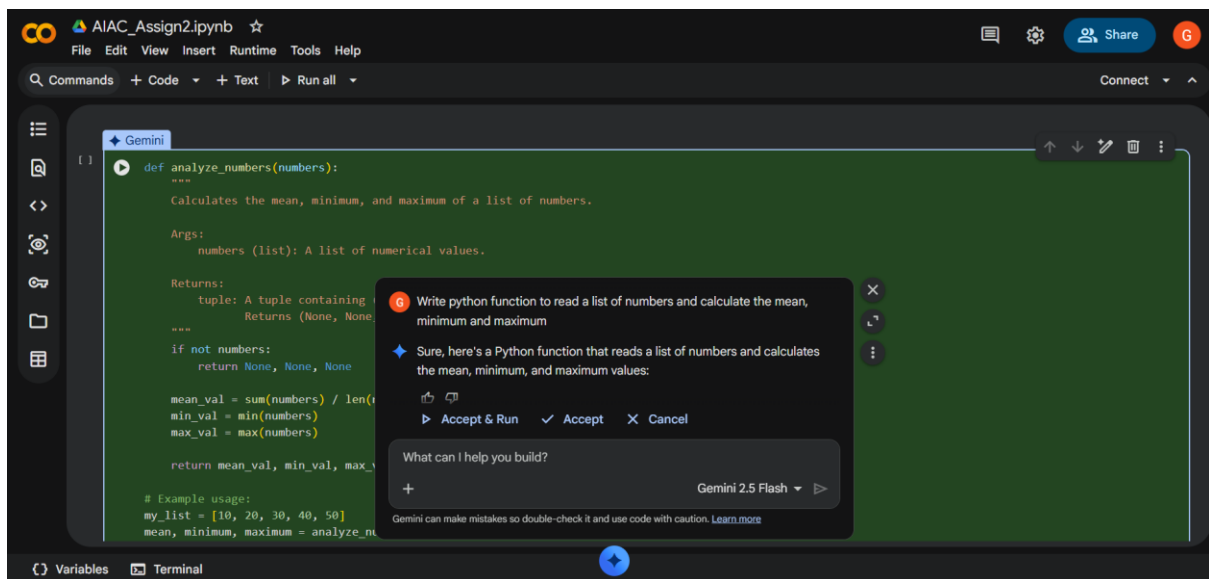 CO AIAC_Assign2.ipynb
File Edit View Insert Runtime Tools Help
Share
G
Commands + Code + Text Run all
Connect
Gemini
[ ]
def analyze_numbers(numbers):
"""
Calculates the mean, minimum, and maximum of a list of numbers.
Args:
numbers (list): A list of numerical values.
Returns:
tuple: A tuple containing
Returns (None, None
"""
if not numbers:
return None, None, None
mean_val = sum(numbers) / len(
min_val = min(numbers)
max_val = max(numbers)
return mean_val, min_val, max_
# Example usage:
my_list = [10, 20, 30, 40, 50]
mean, minimum, maximum = analyze_
G Write python function to read a list of numbers and calculate the mean,
minimum and maximum
Sure, here's a Python function that reads a list of numbers and calculates
the mean, minimum, and maximum values:
Accept & Run Accept Cancel
What can I help you build?
+ Gemini 2.5 Flash
Gemini can make mistakes so double-check it and use code with caution. Learn more
{} Variables Terminal